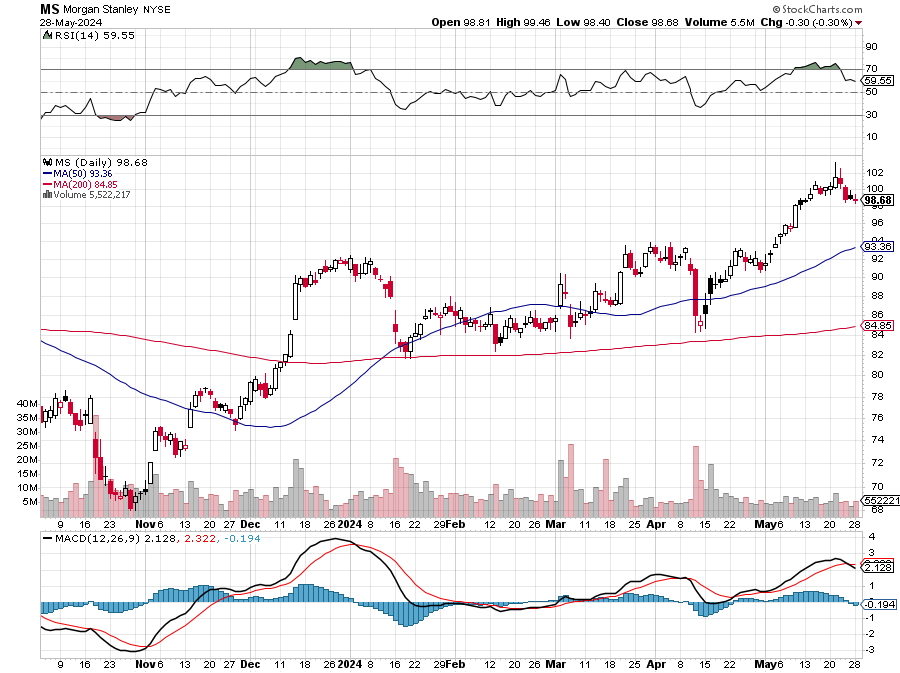 MS Morgan Stanley NYSE
© StockCharts.com
28-May-2024
Open 98.81 High 99.46 Low 98.40 Close 98.68 Volume 5.5M Chg -0.30 (-0.30%)
RSI(14) 59.55
90
70
59.55
50
30
10
MS (Daily) 98.68
MA(50) 93.36
MA(200) 84.85
Volume 5,522,217
102
100
98.68
98
96
94
93.36
92
90
88
86
84.85
84
82
80
78
76
74
72
70
68
40M
35M
30M
25M
20M
15M
10M
5M
552221
9 16 23 Nov 6 13 20 27 Dec 11 18 26 2024 8 16 22 29 Feb 12 20 26 Mar 11 18 25 Apr 8 15 22 May 6 13 20 28
MACD(12,26,9) 2.128, 2.322, -0.194
4
3
2.128
1
-0.194
-1
-2
-3
9 16 23 Nov 6 13 20 27 Dec 11 18 26 2024 8 16 22 29 Feb 12 20 26 Mar 11 18 25 Apr 8 15 22 May 6 13 20 28